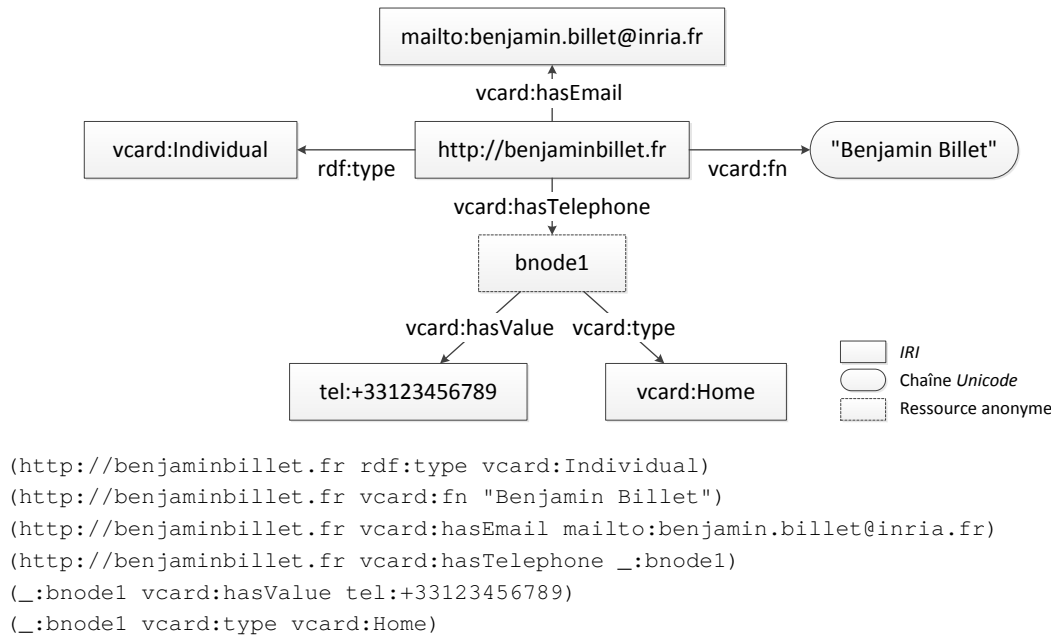 mailto:benjamin.billet@inria.fr
vcard:hasEmail
vcard:Individual
rdf:type
http://benjaminbillet.fr
vcard:fn
"Benjamin Billet"
vcard:hasTelephone
bnode1
vcard:hasValue
vcard:type
tel:+33123456789
vcard:Home
IRI
Chaîne Unicode
Ressource anonyme
(http://benjaminbillet.fr rdf:type vcard:Individual)
(http://benjaminbillet.fr vcard:fn "Benjamin Billet")
(http://benjaminbillet.fr vcard:hasEmail mailto:benjamin.billet@inria.fr)
(http://benjaminbillet.fr vcard:hasTelephone _:bnode1)
(_:bnode1 vcard:hasValue tel:+33123456789)
(_:bnode1 vcard:type vcard:Home)